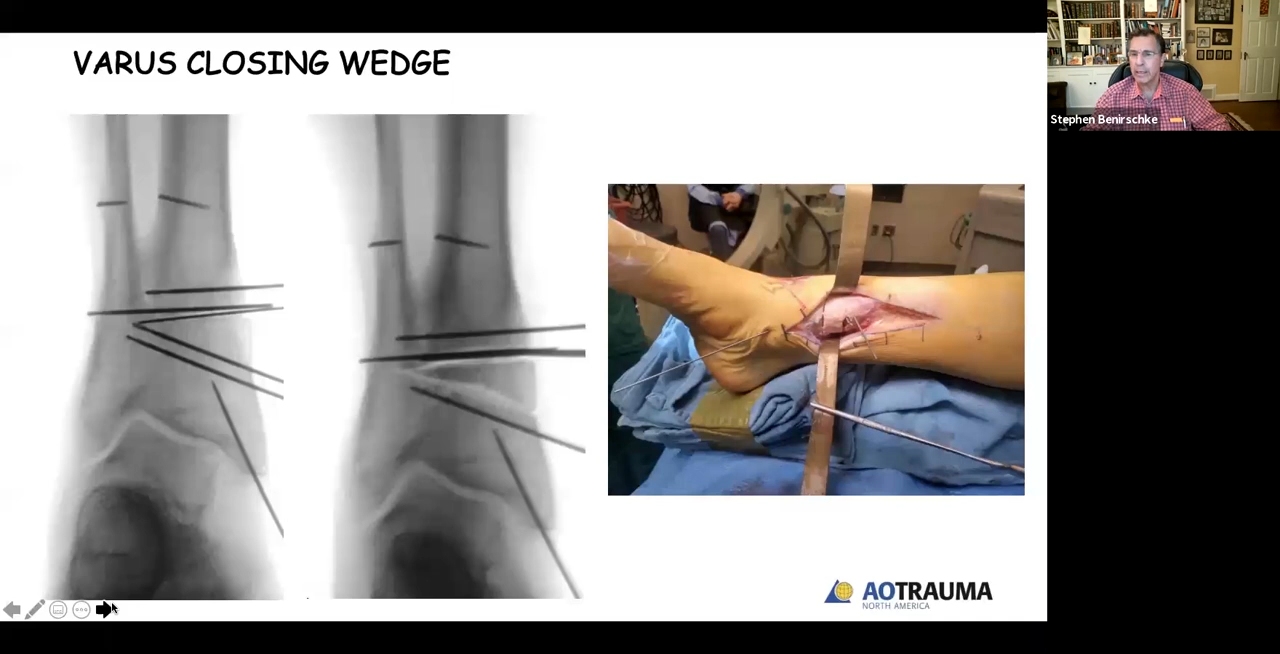 VARUS CLOSING WEDGE
Stephen Benirschke
AOTRAUMA
NORTH AMERICA